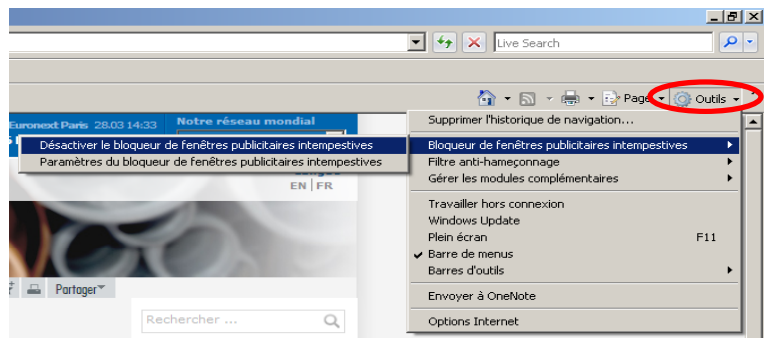 Live Search
Page
Outils
Euronext Paris 28.03 14:33
Notre réseau mondial
Supprimer l'historique de navigation...
Désactiver le bloqueur de fenêtres publicitaires intempestives
Bloqueur de fenêtres publicitaires intempestives
Paramètres du bloqueur de fenêtres publicitaires intempestives
Filtre anti-hameçonnage
Gérer les modules complémentaires
EN | FR
Travailler hors connexion
Windows Update
Plein écran F11
Barre de menus
Barres d'outils
Partager
Envoyer à OneNote
Rechercher ...
Options Internet